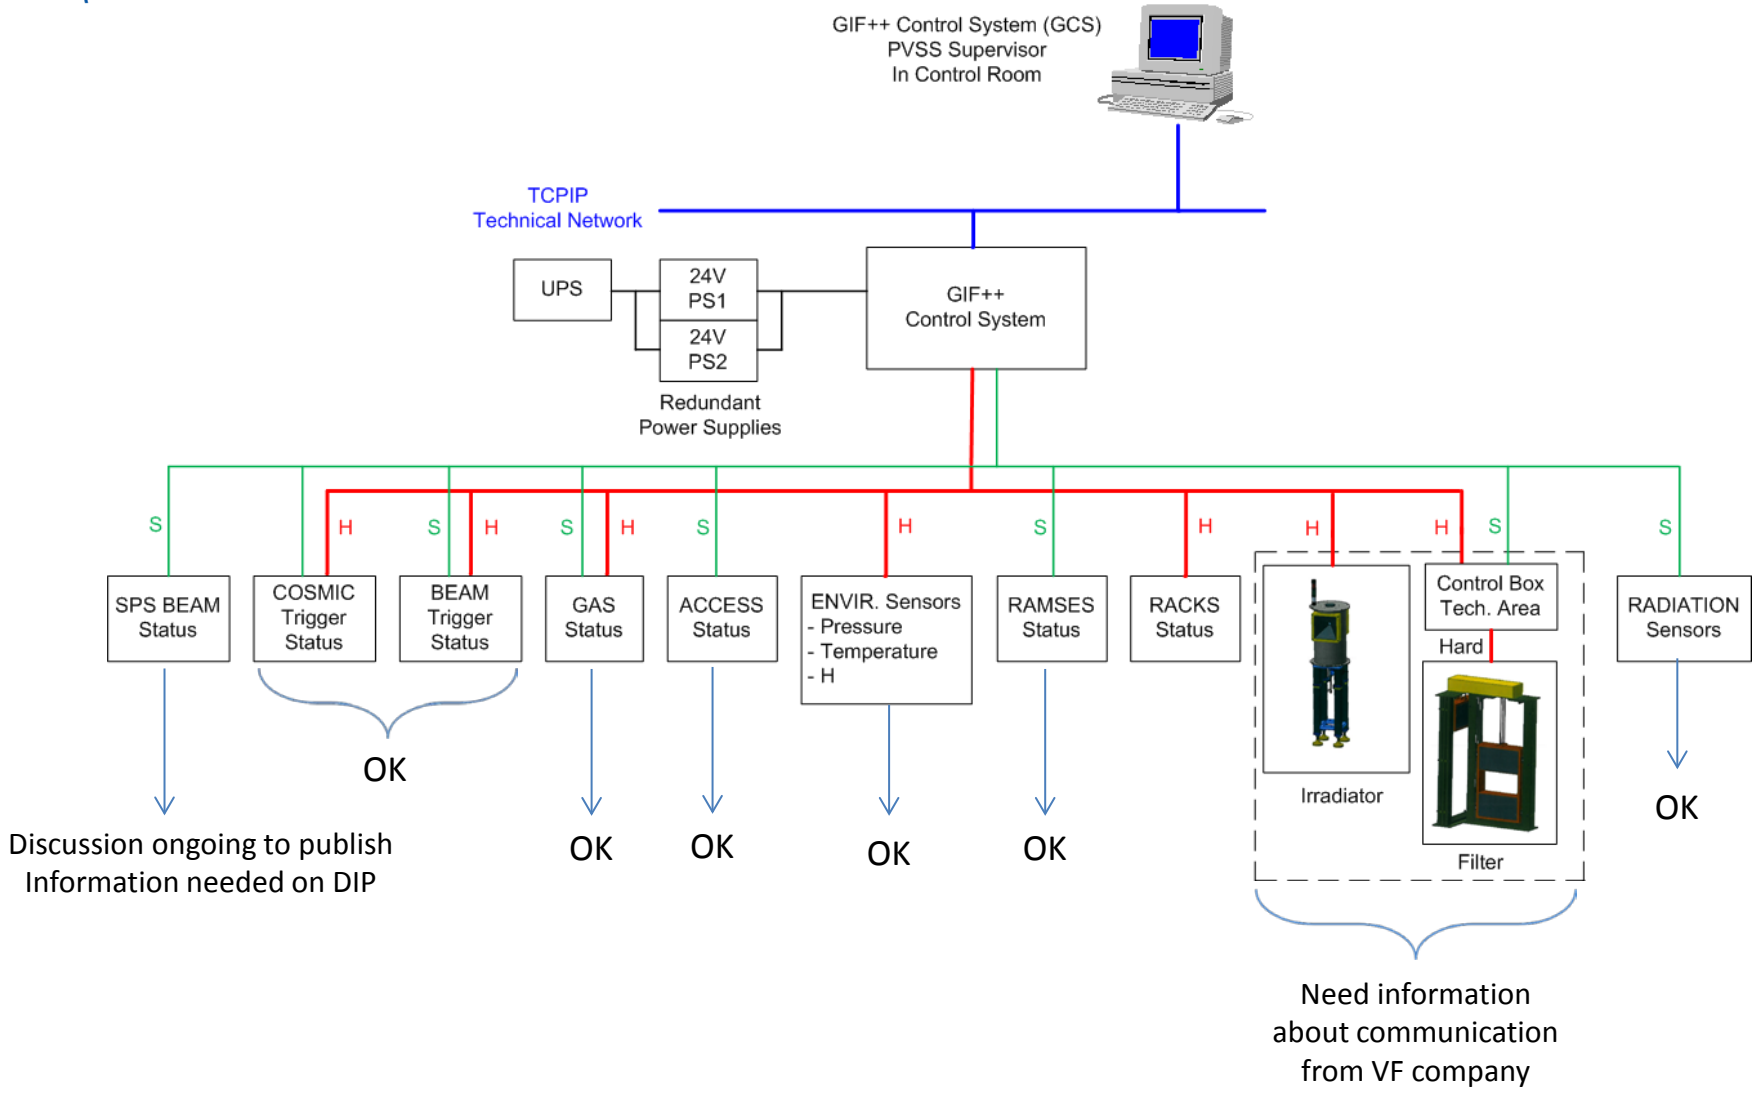 GIF++ Control System (GCS)
PVSS Supervisor
In Control Room
TCPIP
Technical Network
UPS
24V
PS1
24V
PS2
GIF++
Control System
Redundant
Power Supplies
S
H
S
H
S
H
S
H
S
H
H
H
S
S
SPS BEAM
Status
COSMIC
Trigger
Status
BEAM
Trigger
Status
GAS
Status
ACCESS
Status
ENVIR. Sensors
- Pressure
- Temperature
- H
RAMSES
Status
RACKS
Status
Control Box
Tech. Area
Hard
RADIATION
Sensors
Irradiator
Filter
OK
OK
OK
OK
OK
OK
Discussion ongoing to publish
Information needed on DIP
Need information
about communication
from VF company